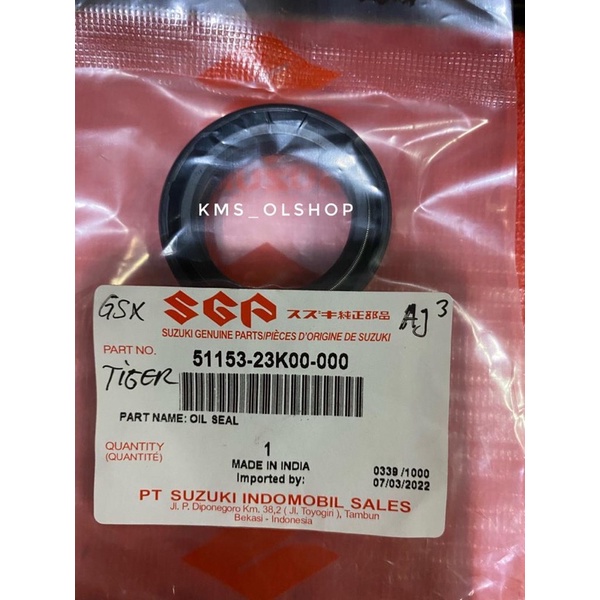 KMS_OLSHOP
GSX
SGP スズキ純正部品
AJ3
SUZUKI GENUINE PARTS/PIÈCES D'ORIGINE DE SUZUKI
PART NO. 51153-23K00-000
TIGER
PART NAME: OIL SEAL
QUANTITY
(QUANTITÉ)
1
MADE IN INDIA
Imported by:
0339 /1000
07/03/2022
PT SUZUKI INDOMOBIL SALES
Jl. P. Diponegoro Km. 38,2 ( Jl. Toyogiri ), Tambun
Bekasi - Indonesia